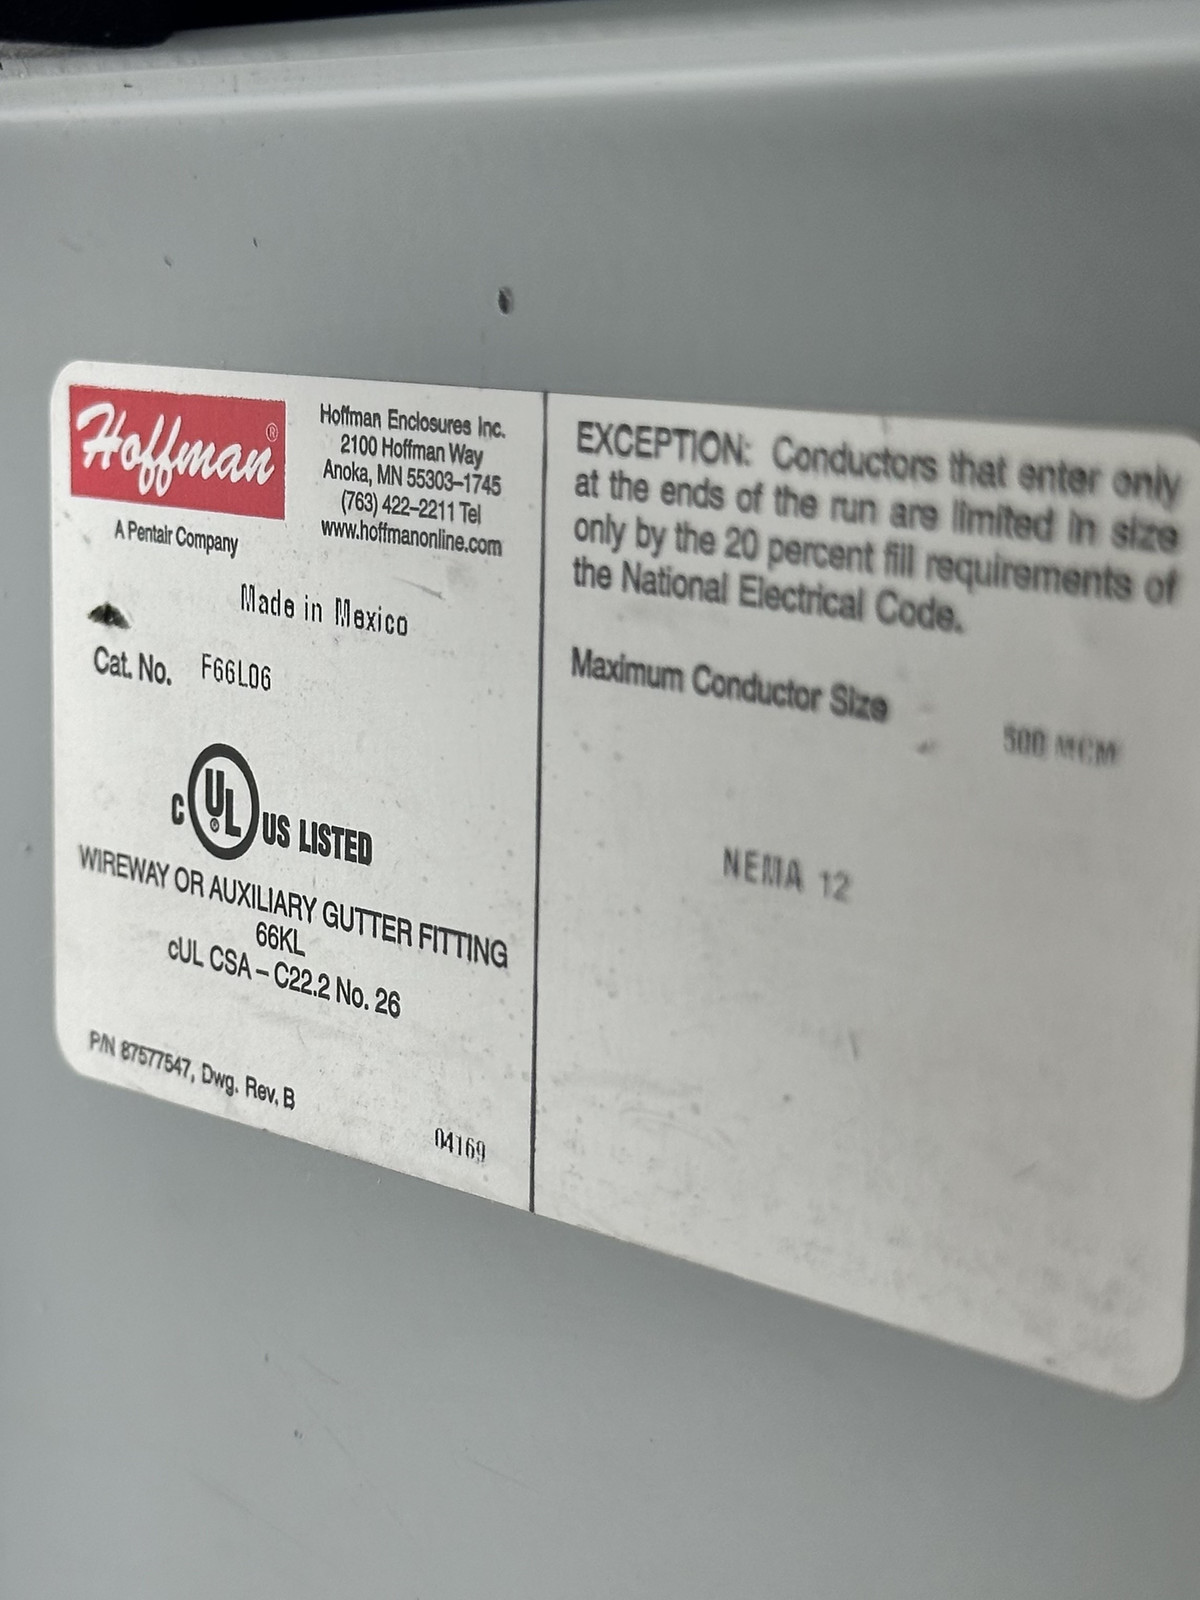 Hoffman®
A Pentair Company
Hoffman Enclosures Inc.
2100 Hoffman Way
Anoka, MN 55303–1745
(763) 422–2211 Tel
www.hoffmanonline.com
Made in Mexico
Cat. No. F66L06
C UL® US LISTED
WIREWAY OR AUXILIARY GUTTER FITTING
66KL
cUL CSA – C22.2 No. 26
P/N 87577547, Dwg. Rev. B
04169
EXCEPTION: Conductors that enter only
at the ends of the run are limited in size
only by the 20 percent fill requirements of
the National Electrical Code.
Maximum Conductor Size
500 MCM
NEMA 12